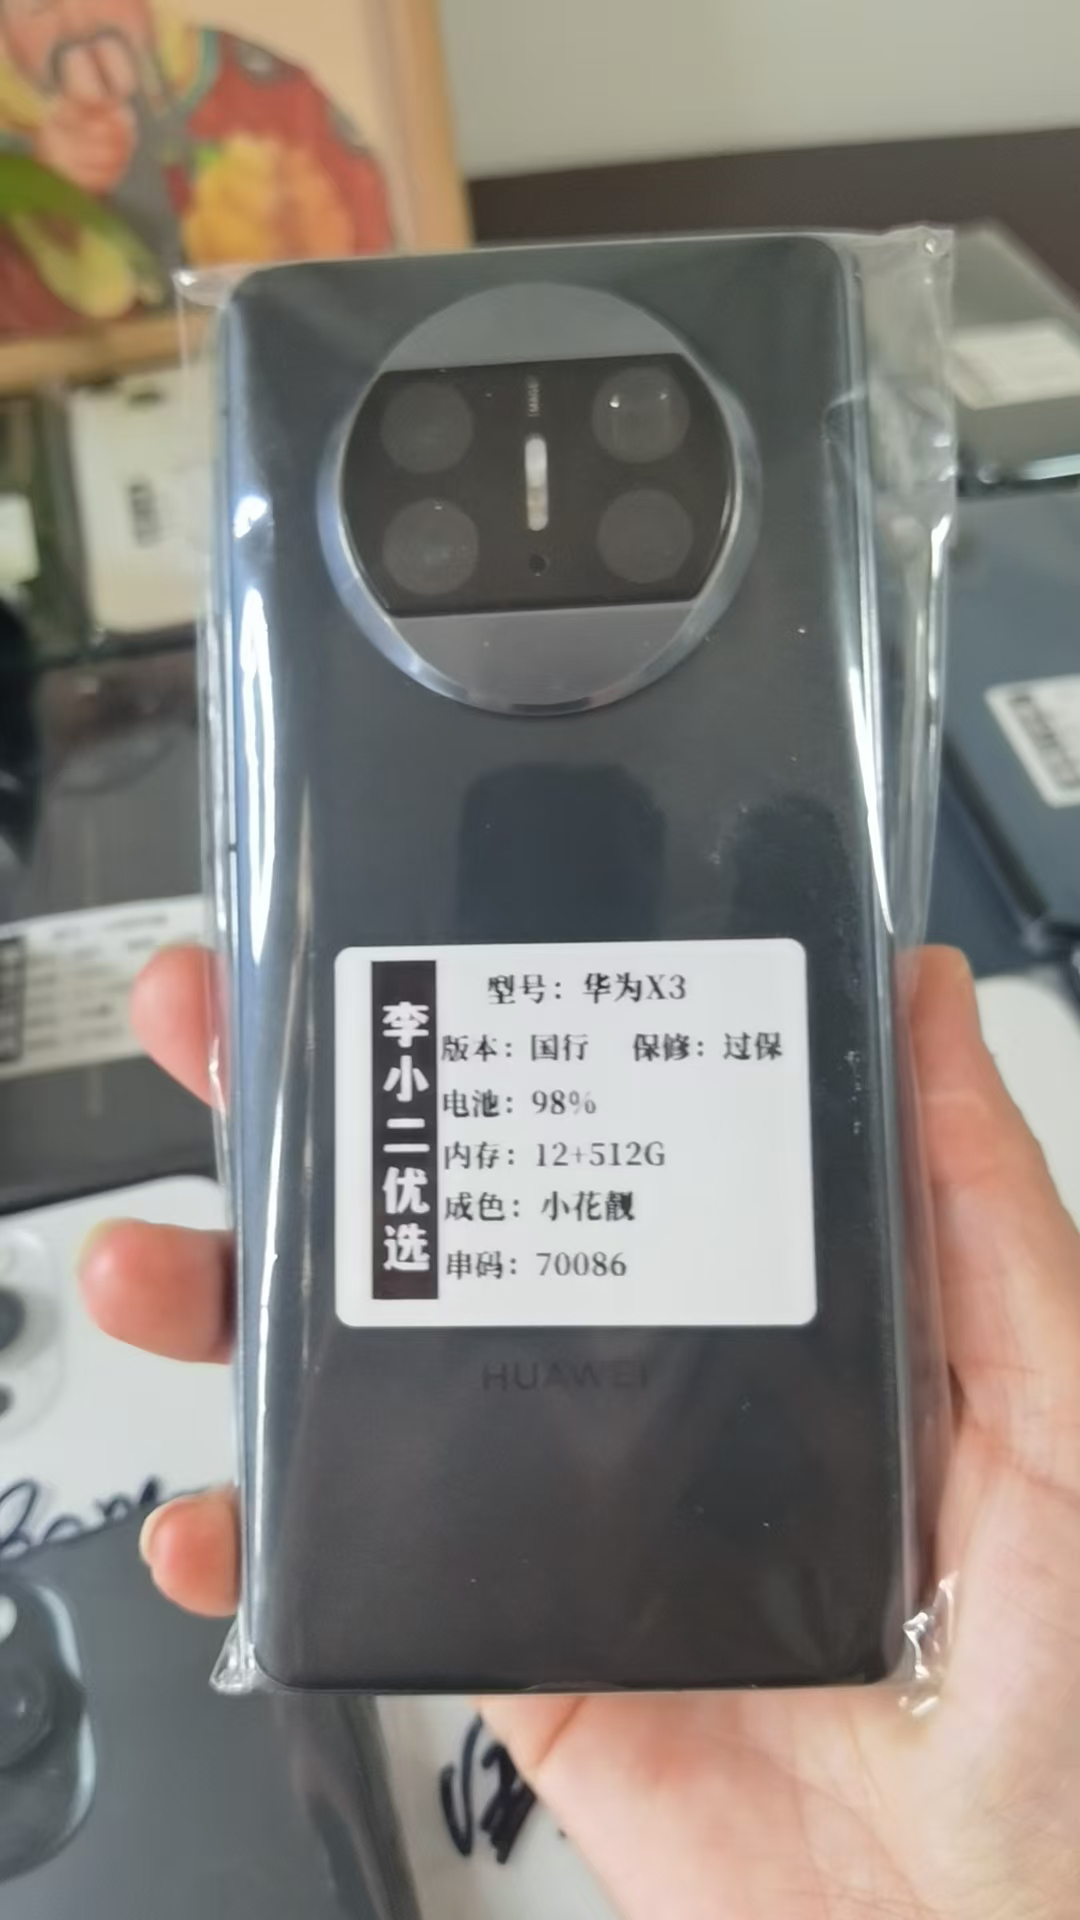 型号：华为X3
版本：国行 保修：过保
电池：98%
内存：12+512G
成色：小花靓
串码：70086
李小二优选
HUAWEI